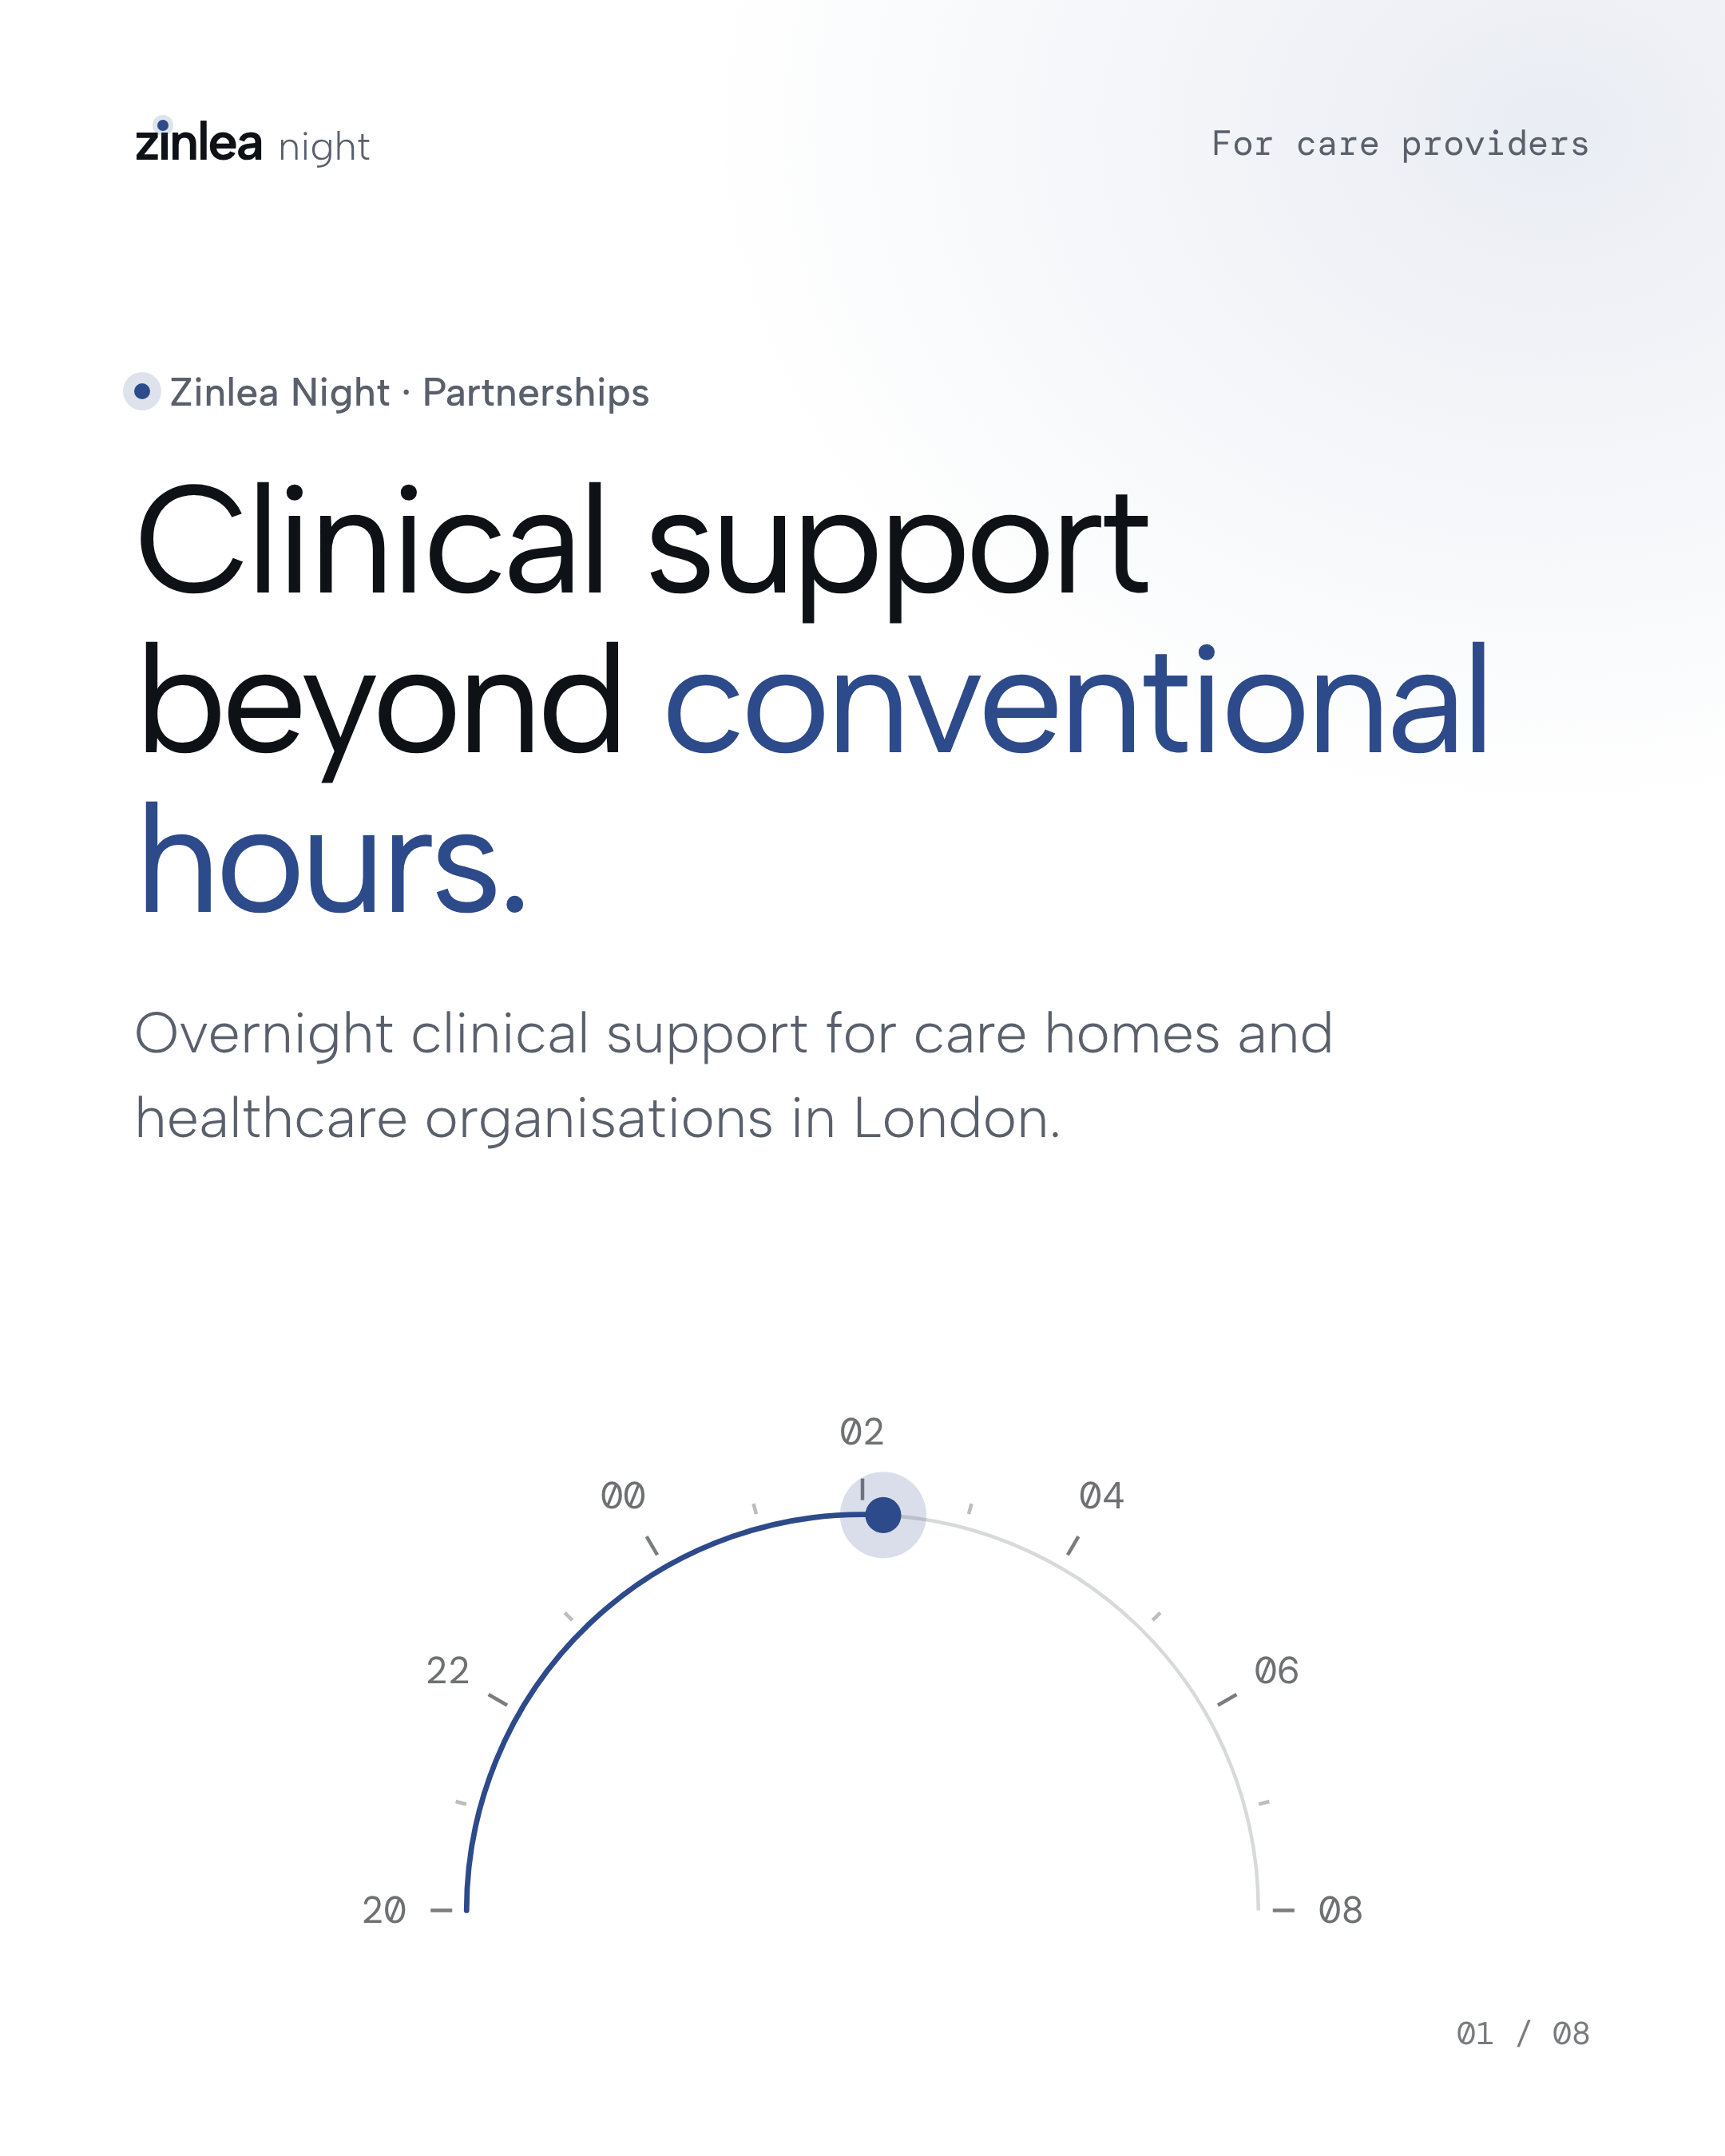 zinlea night
For care providers
Zinlea Night · Partnerships
Clinical support
beyond conventional
hours.
Overnight clinical support for care homes and
healthcare organisations in London.
02
00
04
22
06
20
08
01 / 08